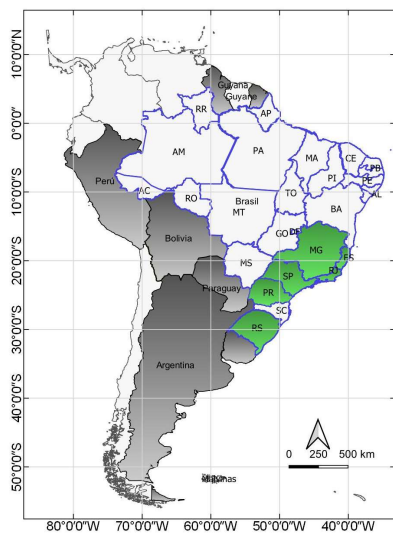 10°0'0"N
Guyana
Guyane
RR
AP
0°0'0"
AM
PA
MA
CE
PB
PI
PE
Perú
AC
RO
TO
AL
10°0'0"S
Brasil
MT
BA
GO
DF
Bolivia
MG
ES
MS
SP
RJ
20°0'0"S
Paraguay
PR
SC
RS
30°0'0"S
Argentina
40°0'0"S
0 250 500 km
50°0'0"S
80°0'0"W 70°0'0"W 60°0'0"W 50°0'0"W 40°0'0"W